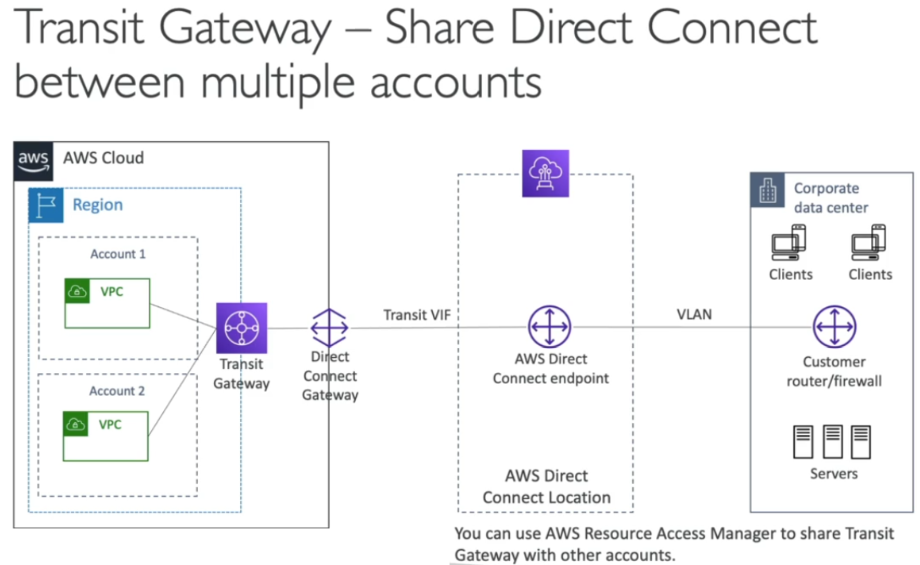 Transit Gateway – Share Direct Connect
between multiple accounts
aws
AWS Cloud
Region
Account 1
VPC
Account 2
VPC
Transit
Gateway
Direct
Connect
Gateway
Transit VIF
AWS Direct
Connect endpoint
AWS Direct
Connect Location
VLAN
Corporate
data center
Clients
Clients
Customer
router/firewall
Servers
You can use AWS Resource Access Manager to share Transit
Gateway with other accounts.